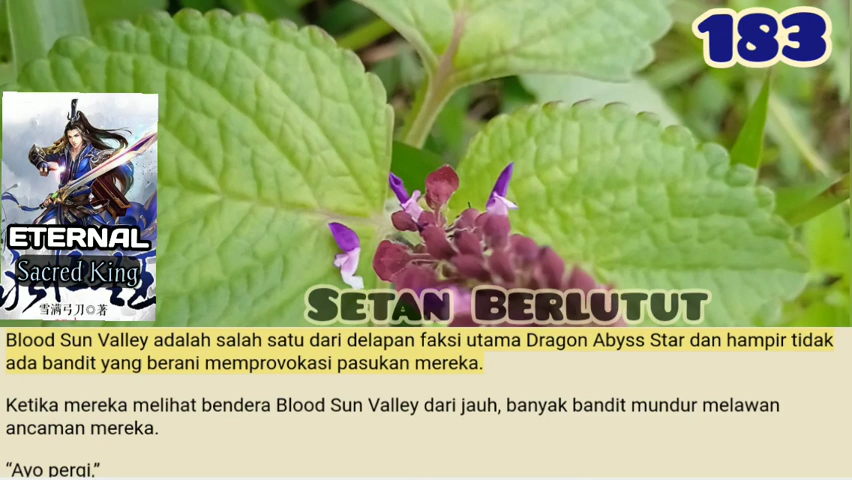 183
ETERNAL
Sacred King
雪满弓刀◎著
SETAN BERLUTUT
Blood Sun Valley adalah salah satu dari delapan faksi utama Dragon Abyss Star dan hampir tidak
ada bandit yang berani memprovokasi pasukan mereka.
Ketika mereka melihat bendera Blood Sun Valley dari jauh, banyak bandit mundur melawan
ancaman mereka.
“Ayo pergi.”